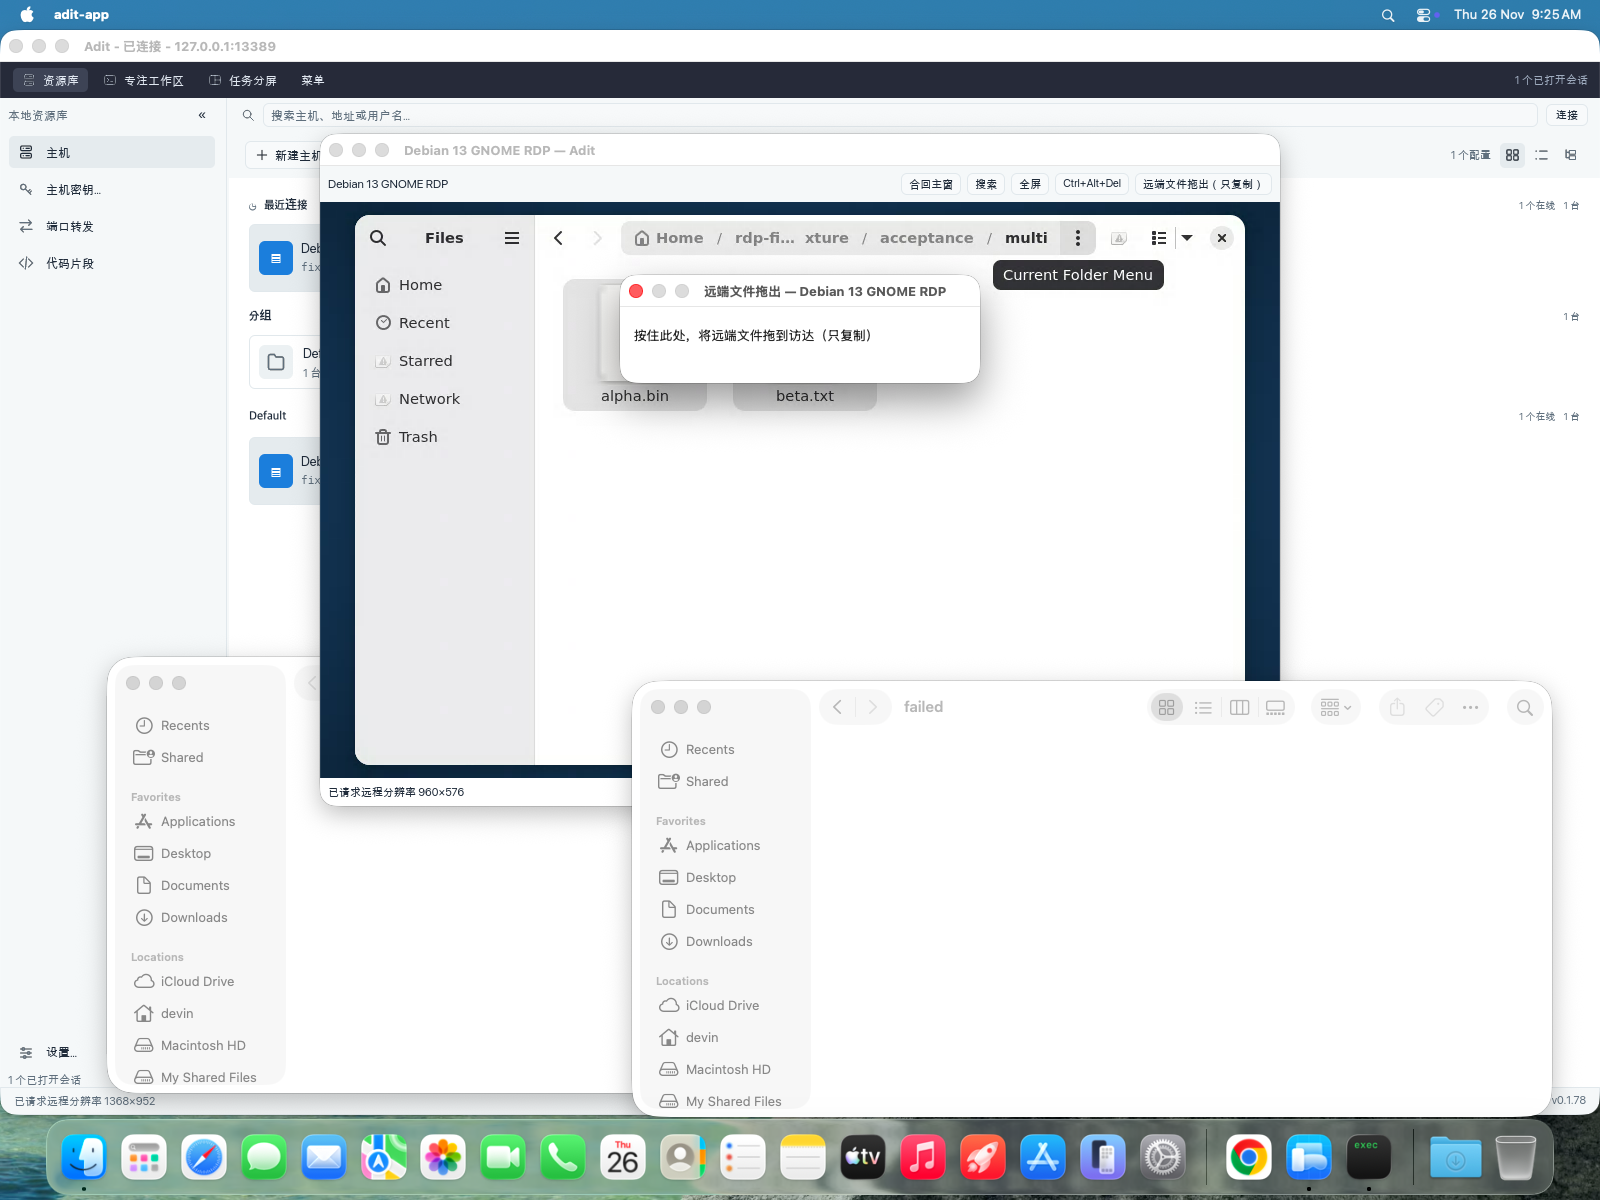 adit-app
Thu 26 Nov 9:25 AM
Adit - 已连接 - 127.0.0.1:13389
资源库
专注工作区
任务分屏
菜单
1 个已打开会话
本地资源库
«
搜索主机、地址或用户名...
连接
主机
主机密钥...
端口转发
代码片段
新建主机
1 个配置
最近连接
1 个在线 1 台
Deb
fix
分组
1 台
Def
1 台
Default
1 个在线 1 台
Deb
fix
Debian 13 GNOME RDP — Adit
Debian 13 GNOME RDP
合回主窗
搜索
全屏
Ctrl+Alt+Del
远端文件拖出（只复制）
Files
Home / rdp-fi... xture / acceptance / multi
Current Folder Menu
Home
Recent
Starred
Network
Trash
远端文件拖出 — Debian 13 GNOME RDP
按住此处，将远端文件拖到访达（只复制）
alpha.bin
beta.txt
已请求远程分辨率 960×576
Recents
Shared
Favorites
Applications
Desktop
Documents
Downloads
Locations
iCloud Drive
devin
Macintosh HD
My Shared Files
failed
Recents
Shared
Favorites
Applications
Desktop
Documents
Downloads
Locations
iCloud Drive
devin
Macintosh HD
My Shared Files
设置...
1 个已打开会话
已请求远程分辨率 1368×952
v0.1.78
Thu
26
tv
exec